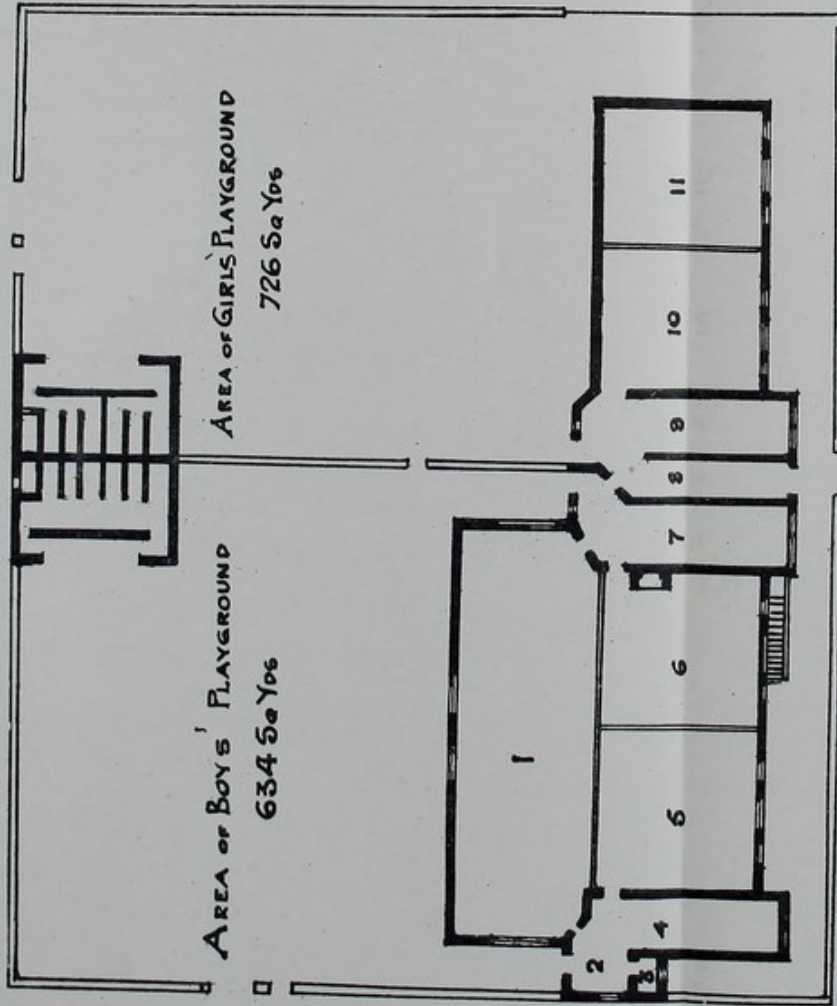 AREA OF GIRLS' PLAYGROUND
726 SQ YDS
AREA OF BOYS' PLAYGROUND
634 SQ YDS
1
2
3
4
5
6
7
8
9
10
11